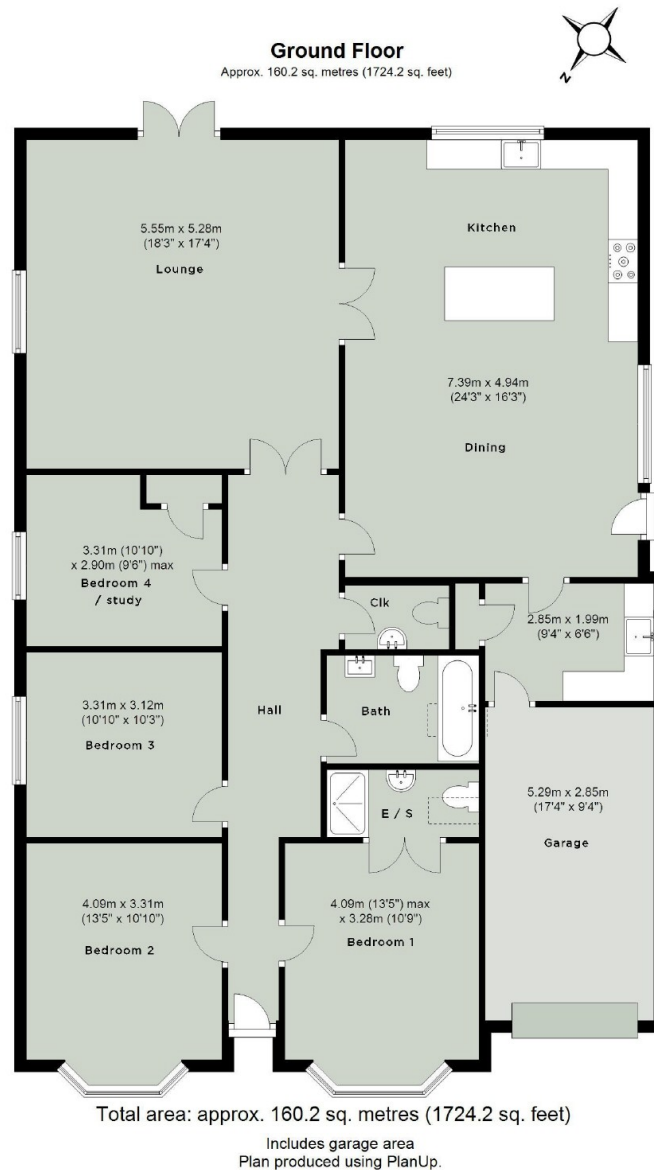 Ground Floor
Approx. 160.2 sq. metres (1724.2 sq. feet)
N
5.55m x 5.28m
(18'3" x 17'4")
Lounge
Kitchen
7.39m x 4.94m
(24'3" x 16'3")
Dining
3.31m (10'10")
x 2.90m (9'6") max
Bedroom 4
/ study
Clk
2.85m x 1.99m
(9'4" x 6'6")
3.31m x 3.12m
(10'10" x 10'3")
Bedroom 3
Hall
Bath
E / S
5.29m x 2.85m
(17'4" x 9'4")
Garage
4.09m x 3.31m
(13'5" x 10'10")
Bedroom 2
4.09m (13'5") max
x 3.28m (10'9")
Bedroom 1
Total area: approx. 160.2 sq. metres (1724.2 sq. feet)
Includes garage area
Plan produced using PlanUp.